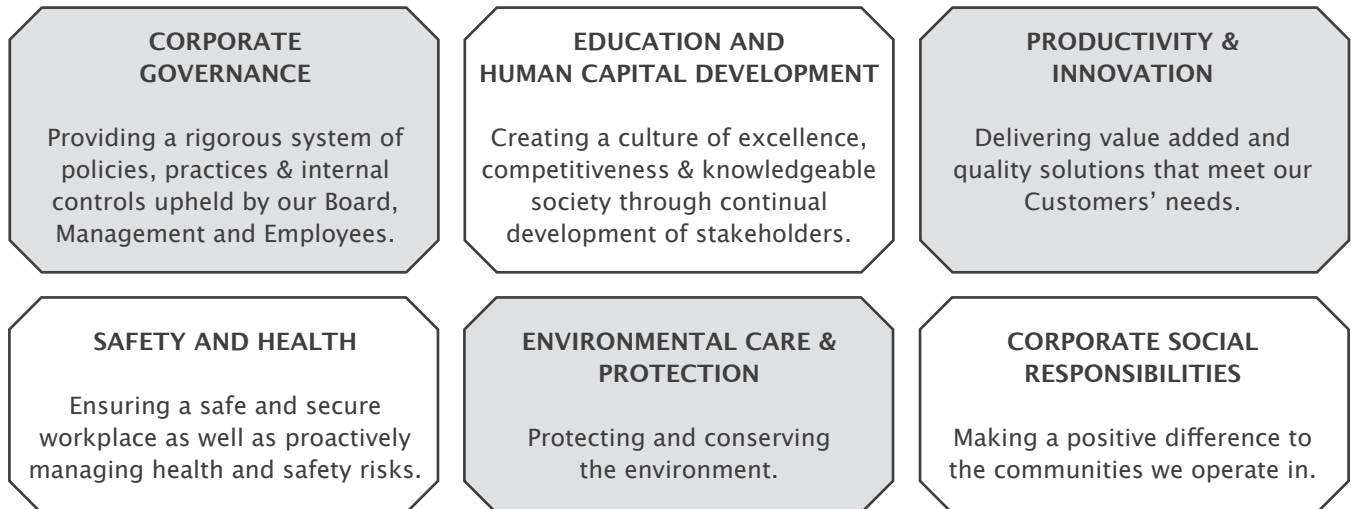 CORPORATE
GOVERNANCE
Providing a rigorous system of
policies, practices & internal
controls upheld by our Board,
Management and Employees.
EDUCATION AND
HUMAN CAPITAL DEVELOPMENT
Creating a culture of excellence,
competitiveness & knowledgeable
society through continual
development of stakeholders.
PRODUCTIVITY &
INNOVATION
Delivering value added and
quality solutions that meet our
Customers’ needs.
SAFETY AND HEALTH
Ensuring a safe and secure
workplace as well as proactively
managing health and safety risks.
ENVIRONMENTAL CARE &
PROTECTION
Protecting and conserving
the environment.
CORPORATE SOCIAL
RESPONSIBILITIES
Making a positive difference to
the communities we operate in.